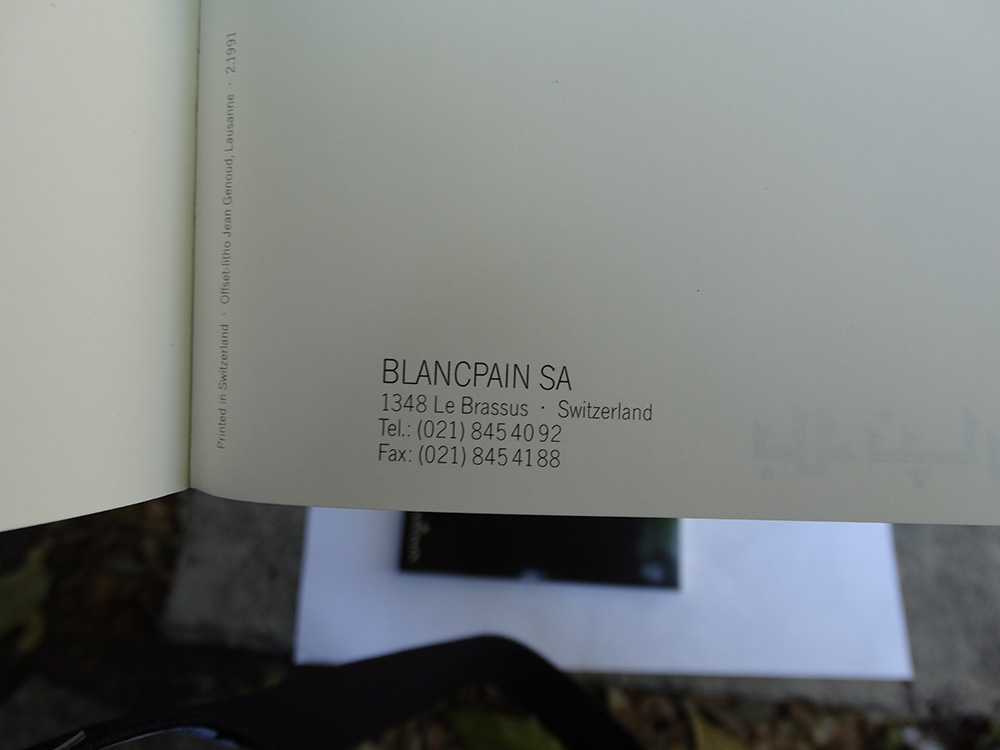 Printed in Switzerland · Offset-litho Jean Genoud, Lausanne · 2.1991
BLANCPAIN SA
1348 Le Brassus · Switzerland
Tel.: (021) 845 40 92
Fax: (021) 845 41 88